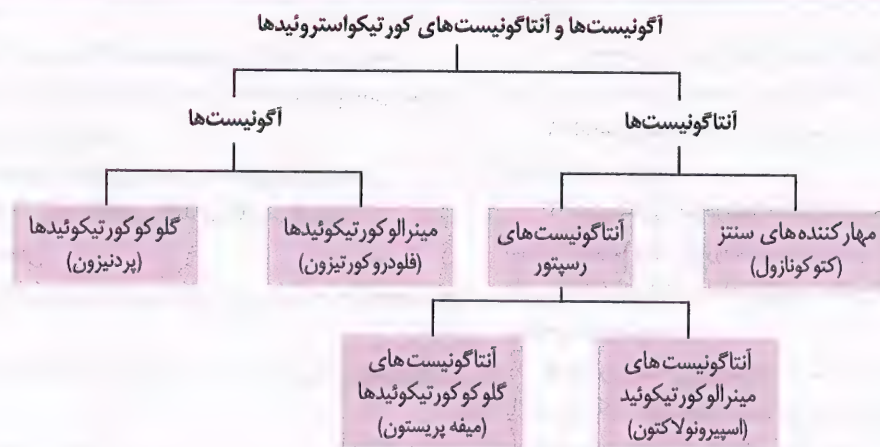 آگونیست‌ها و آنتاگونیست‌های کورتیکواستروئیدها
آنتاگونیست‌ها
آگونیست‌ها
مهارکننده‌های سنتز
(کتوکونازول)
آنتاگونیست‌های
رسپتور
مینرالوکورتیکوئیدها
(فلودروکورتیزون)
گلوکوکورتیکوئیدها
(پردنیزون)
آنتاگونیست‌های
مینرالوکورتیکوئید
(اسپیرونولاکتون)
آنتاگونیست‌های
گلوکوکورتیکوئیدها
(میفه پریستون)